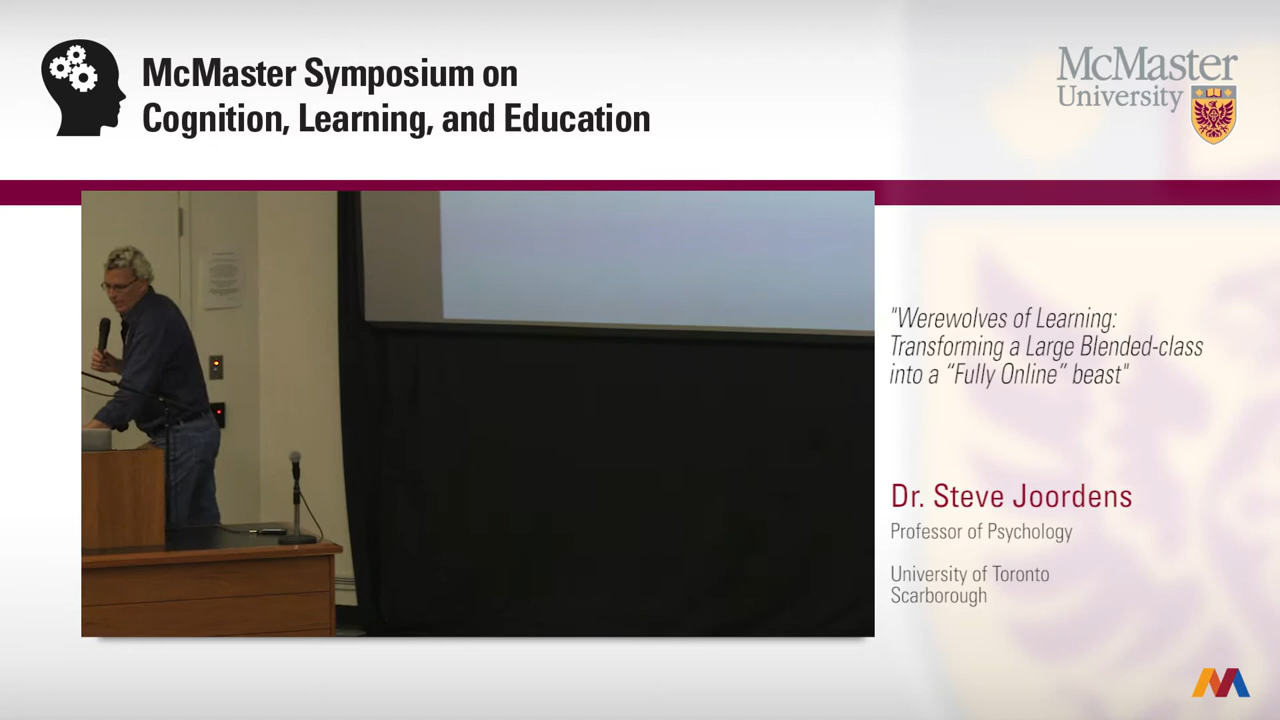 McMaster Symposium on
Cognition, Learning, and Education
McMaster
University
"Werewolves of Learning:
Transforming a Large Blended-class
into a “Fully Online” beast"
Dr. Steve Joordens
Professor of Psychology
University of Toronto
Scarborough